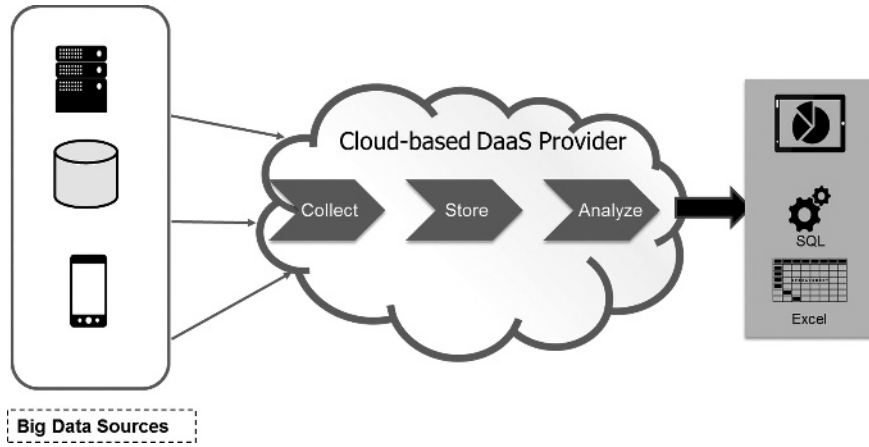 Cloud-based DaaS Provider
Collect
Store
Analyze
SQL
Excel
Big Data Sources